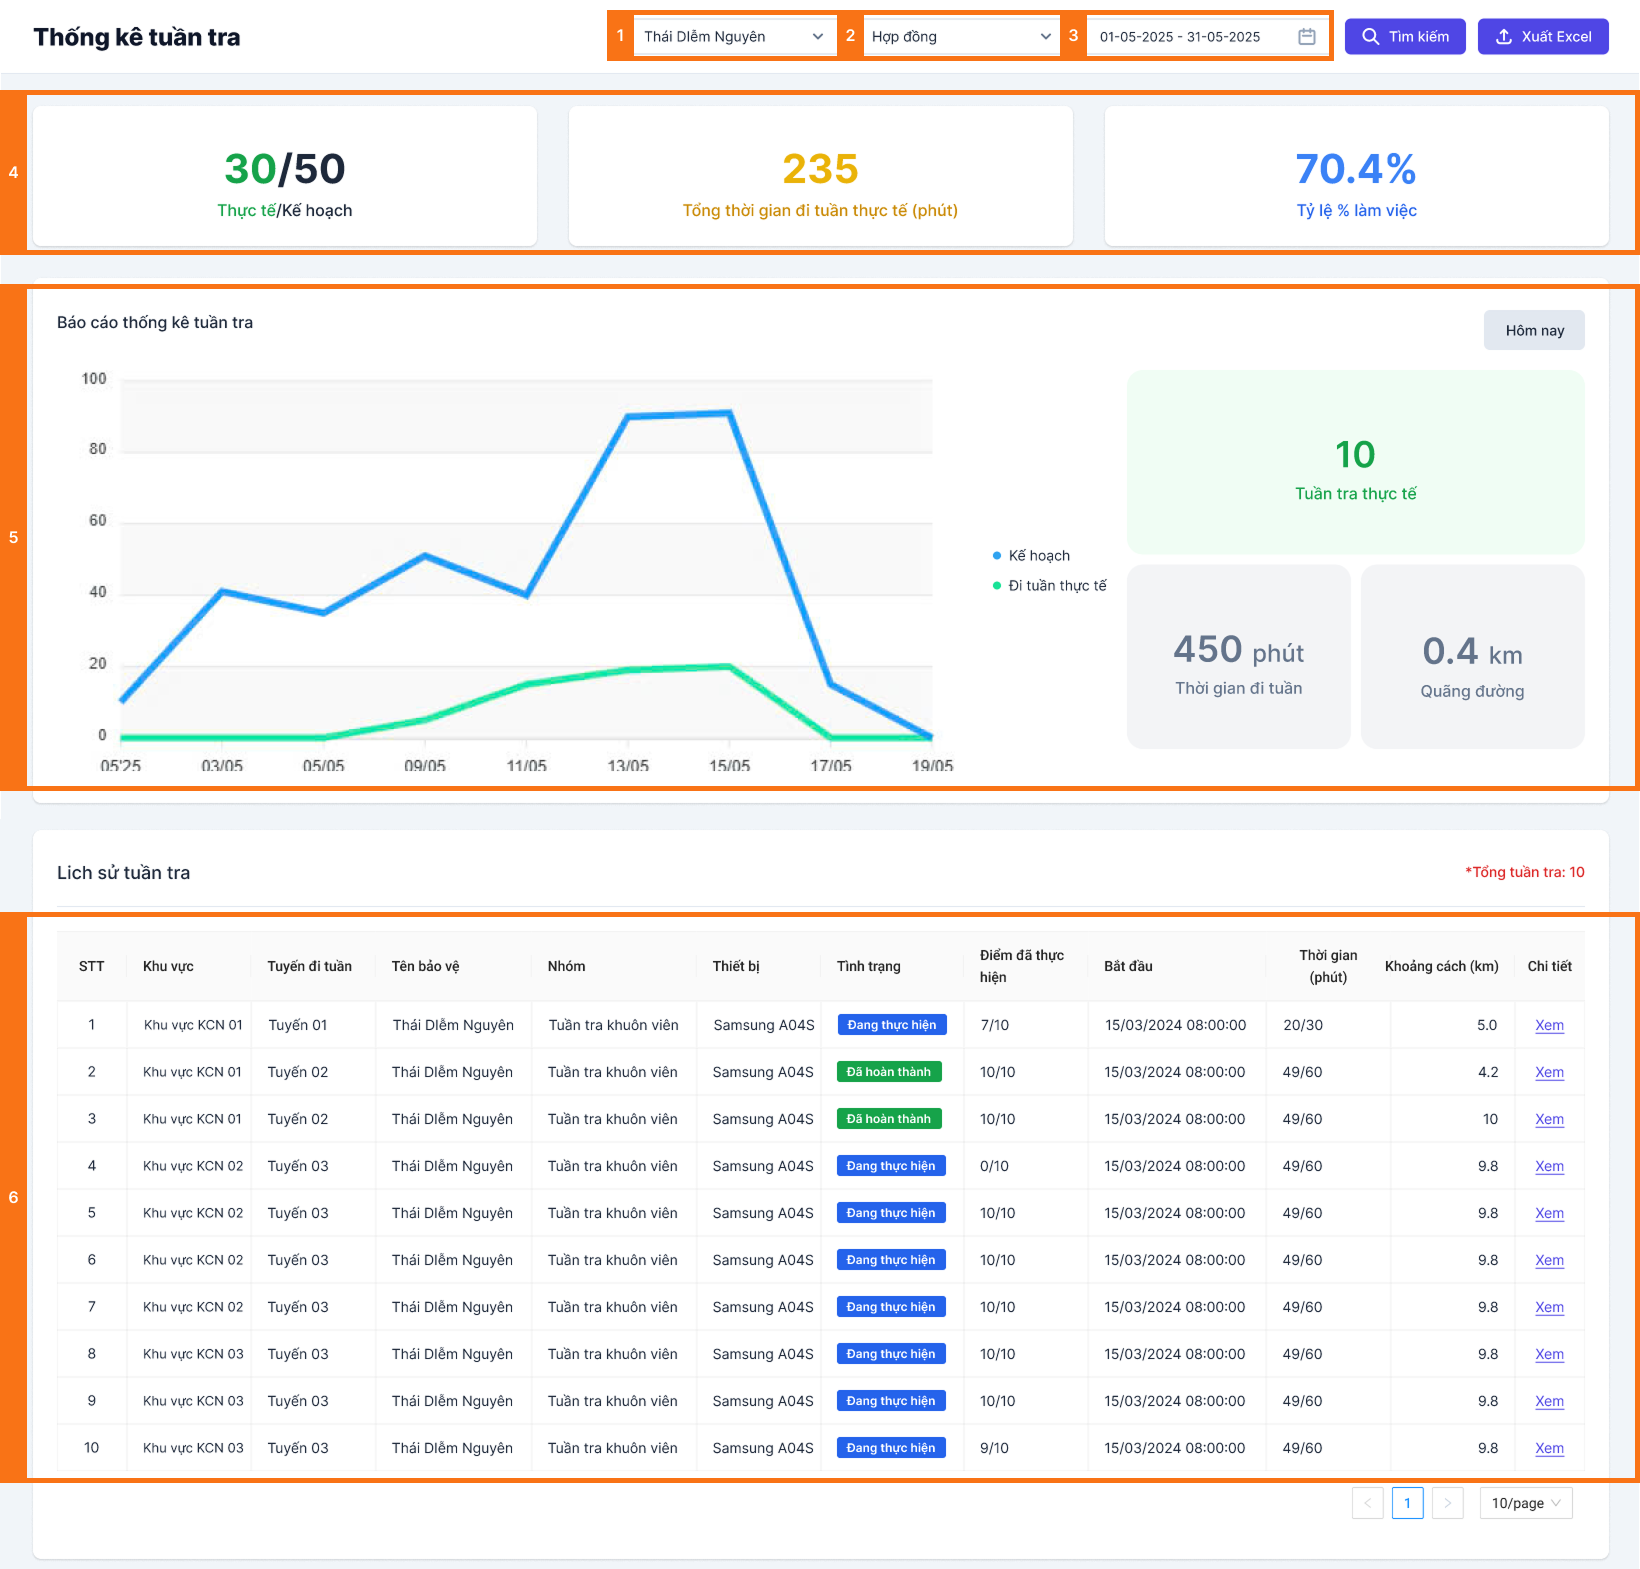 Thống kê tuần tra
1 Thái Dlễm Nguyên 2 Hợp đồng 3 01-05-2025 - 31-05-2025 Tìm kiếm Xuất Excel
4
30/50 235 70.4%
Thực tế/Kế hoạch Tổng thời gian đi tuần thực tế (phút) Tỷ lệ % làm việc
5
Báo cáo thống kê tuần tra Hôm nay
100
80
60
40
20
0
05'25 03/05 05/05 09/05 11/05 13/05 15/05 17/05 19/05
Kế hoạch
Đi tuần thực tế
10
Tuần tra thực tế
450 phút
Thời gian đi tuần
0.4 km
Quãng đường
Lich sử tuần tra *Tổng tuần tra: 10
6
STT Khu vực Tuyến đi tuần Tên bảo vệ Nhóm Thiết bị Tình trạng Điểm đã thực hiện Bắt đầu Thời gian (phút) Khoảng cách (km) Chi tiết
1 Khu vực KCN 01 Tuyến 01 Thái Dlễm Nguyên Tuần tra khuôn viên Samsung A04S Đang thực hiện 7/10 15/03/2024 08:00:00 20/30 5.0 Xem
2 Khu vực KCN 01 Tuyến 02 Thái Dlễm Nguyên Tuần tra khuôn viên Samsung A04S Đã hoàn thành 10/10 15/03/2024 08:00:00 49/60 4.2 Xem
3 Khu vực KCN 01 Tuyến 02 Thái Dlễm Nguyên Tuần tra khuôn viên Samsung A04S Đã hoàn thành 10/10 15/03/2024 08:00:00 49/60 10 Xem
4 Khu vực KCN 02 Tuyến 03 Thái Dlễm Nguyên Tuần tra khuôn viên Samsung A04S Đang thực hiện 0/10 15/03/2024 08:00:00 49/60 9.8 Xem
5 Khu vực KCN 02 Tuyến 03 Thái Dlễm Nguyên Tuần tra khuôn viên Samsung A04S Đang thực hiện 10/10 15/03/2024 08:00:00 49/60 9.8 Xem
6 Khu vực KCN 02 Tuyến 03 Thái Dlễm Nguyên Tuần tra khuôn viên Samsung A04S Đang thực hiện 10/10 15/03/2024 08:00:00 49/60 9.8 Xem
7 Khu vực KCN 02 Tuyến 03 Thái Dlễm Nguyên Tuần tra khuôn viên Samsung A04S Đang thực hiện 10/10 15/03/2024 08:00:00 49/60 9.8 Xem
8 Khu vực KCN 03 Tuyến 03 Thái Dlễm Nguyên Tuần tra khuôn viên Samsung A04S Đang thực hiện 10/10 15/03/2024 08:00:00 49/60 9.8 Xem
9 Khu vực KCN 03 Tuyến 03 Thái Dlễm Nguyên Tuần tra khuôn viên Samsung A04S Đang thực hiện 10/10 15/03/2024 08:00:00 49/60 9.8 Xem
10 Khu vực KCN 03 Tuyến 03 Thái Dlễm Nguyên Tuần tra khuôn viên Samsung A04S Đang thực hiện 9/10 15/03/2024 08:00:00 49/60 9.8 Xem
1 10/page